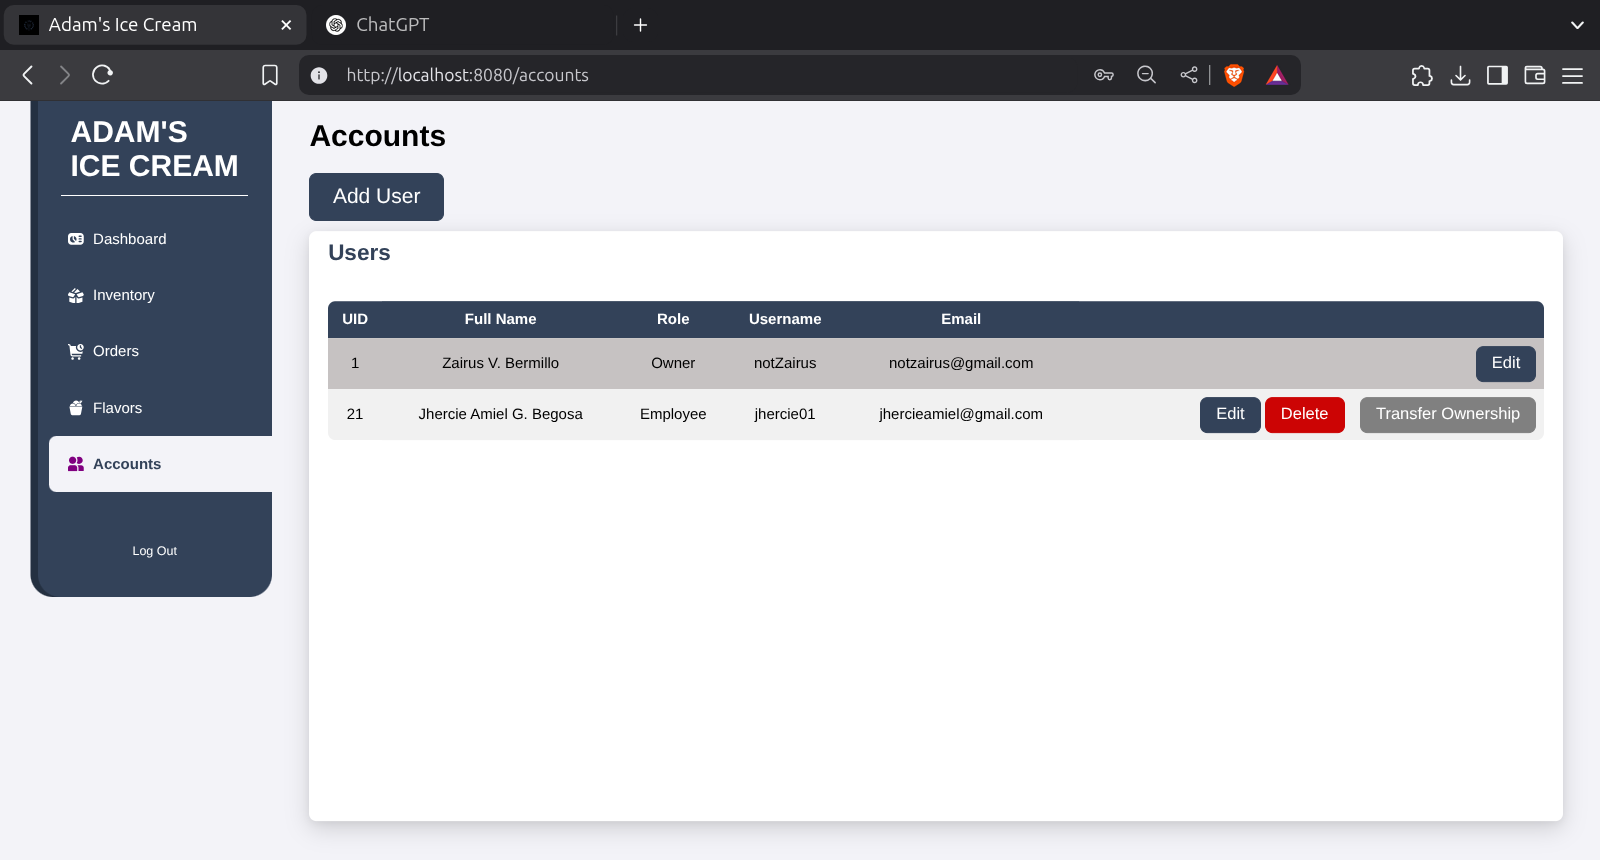 Adam's Ice Cream
ChatGPT
http://localhost:8080/accounts
ADAM'S
ICE CREAM
Dashboard
Inventory
Orders
Flavors
Accounts
Log Out
Accounts
Add User
Users
UID Full Name Role Username Email
1 Zairus V. Bermillo Owner notZairus notzairus@gmail.com Edit
21 Jhercie Amiel G. Begosa Employee jhercie01 jhercieamiel@gmail.com Edit Delete Transfer Ownership